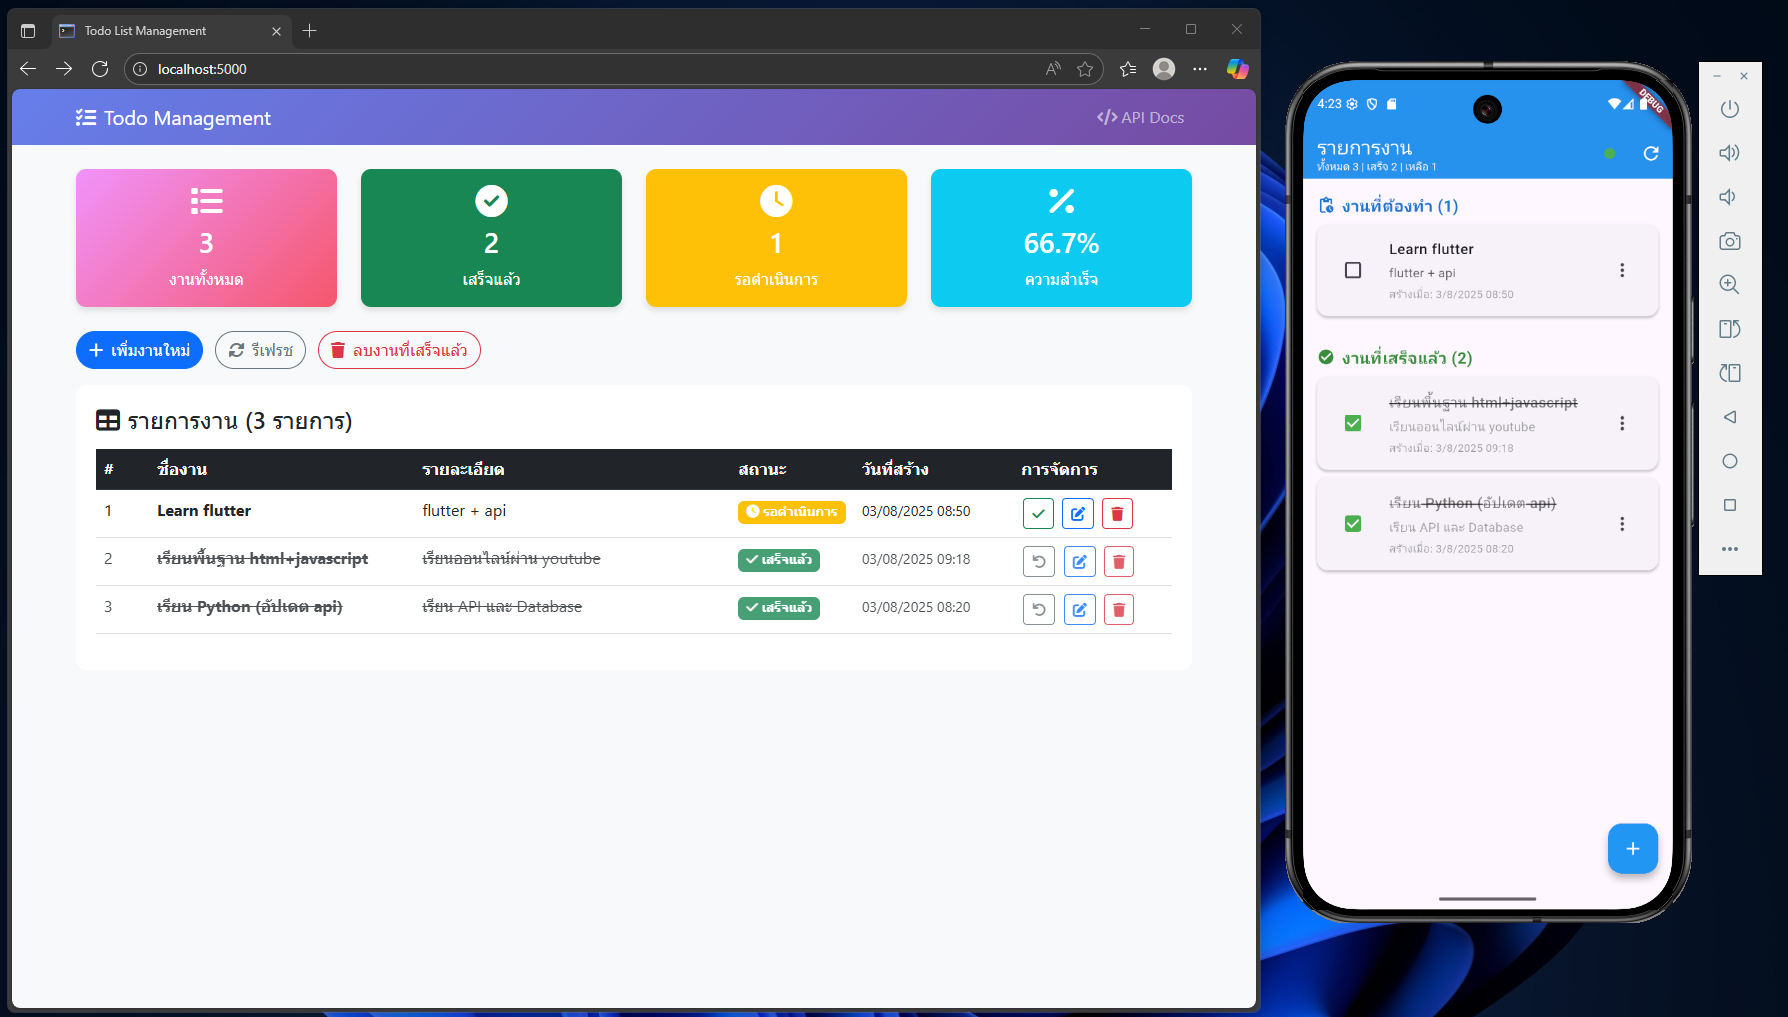 Todo List Management
localhost:5000
Todo Management
API Docs
3
งานทั้งหมด
2
เสร็จแล้ว
1
รอดำเนินการ
66.7%
ความสำเร็จ
เพิ่มงานใหม่
รีเฟรช
ลบงานที่เสร็จแล้ว
รายการงาน (3 รายการ)
# ชื่องาน รายละเอียด สถานะ วันที่สร้าง การจัดการ
1 Learn flutter flutter + api รอดำเนินการ 03/08/2025 08:50
2 เรียนพื้นฐาน html+javascript เรียนออนไลน์ผ่าน youtube เสร็จแล้ว 03/08/2025 09:18
3 เรียน Python (อัปเดต api) เรียน API และ Database เสร็จแล้ว 03/08/2025 08:20
4:23
DEBUG
รายการงาน
ทั้งหมด 3 | เสร็จ 2 | เหลือ 1
งานที่ต้องทำ (1)
Learn flutter
flutter + api
สร้างเมื่อ: 3/8/2025 08:50
งานที่เสร็จแล้ว (2)
เรียนพื้นฐาน html+javascript
เรียนออนไลน์ผ่าน youtube
สร้างเมื่อ: 3/8/2025 09:18
เรียน Python (อัปเดต api)
เรียน API และ Database
สร้างเมื่อ: 3/8/2025 08:20